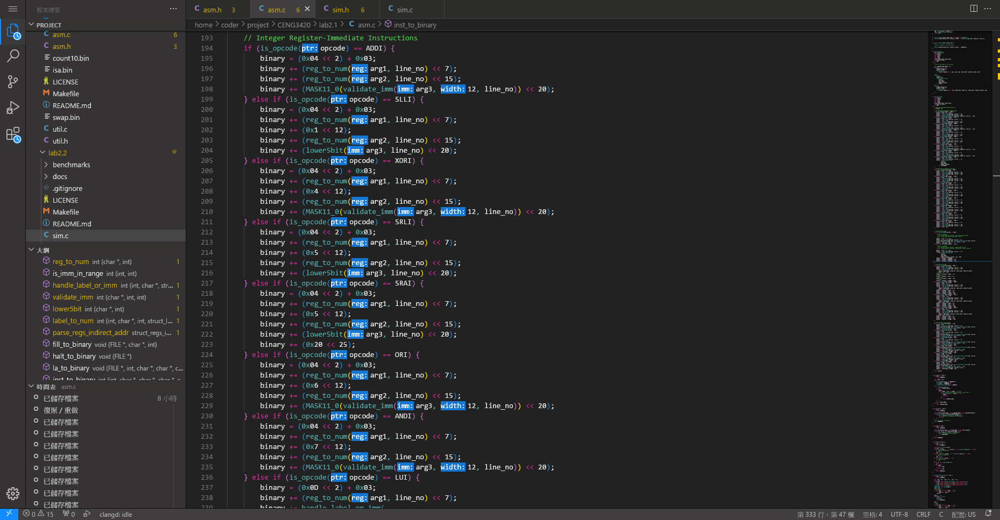 檔案總管
PROJECT
asm.c 6
asm.h 3
count10.bin
isa.bin
LICENSE
Makefile
README.md
swap.bin
util.c
util.h
lab2.2
benchmarks
docs
.gitignore
LICENSE
Makefile
README.md
sim.c
大綱
reg_to_num int (char *, int) 1
is_imm_in_range int (int, int)
handle_label_or_imm int (int, char *, str... 1
validate_imm int (char *, int, int) 1
lower5bit int (char *, int) 1
label_to_num int (int, char *, int, struct_l... 1
parse_regs_indirect_addr struct_regs_i... 1
fill_to_binary void (FILE *, char *, int)
halt_to_binary void (FILE *)
la_to_binary void (FILE *, int, char *, char *, c...
inst_to_binary int (int, char *, char *, char *, c
時間表 asm.c
已儲存檔案 8 小時
復原 / 重做
已儲存檔案
已儲存檔案
已儲存檔案
已儲存檔案
已儲存檔案
已儲存檔案
已儲存檔案
已儲存檔案
asm.h 3
asm.c 6
sim.h 6
sim.c
home > coder > project > CENG3420 > lab2.1 > C asm.c > inst_to_binary
193 // Integer Register-Immediate Instructions
194 if (is_opcode(ptr: opcode) == ADDI) {
195 binary = (0x04 << 2) + 0x03;
196 binary += (reg_to_num(reg: arg1, line_no) << 7);
197 binary += (reg_to_num(reg: arg2, line_no) << 15);
198 binary += (MASK11_0(validate_imm(imm: arg3, width: 12, line_no)) << 20);
199 } else if (is_opcode(ptr: opcode) == SLLI) {
200 binary = (0x04 << 2) + 0x03;
201 binary += (reg_to_num(reg: arg1, line_no) << 7);
202 binary += (0x1 << 12);
203 binary += (reg_to_num(reg: arg2, line_no) << 15);
204 binary += (lower5bit(imm: arg3, line_no) << 20);
205 } else if (is_opcode(ptr: opcode) == XORI) {
206 binary = (0x04 << 2) + 0x03;
207 binary += (reg_to_num(reg: arg1, line_no) << 7);
208 binary += (0x4 << 12);
209 binary += (reg_to_num(reg: arg2, line_no) << 15);
210 binary += (MASK11_0(validate_imm(imm: arg3, width: 12, line_no)) << 20);
211 } else if (is_opcode(ptr: opcode) == SRLI) {
212 binary = (0x04 << 2) + 0x03;
213 binary += (reg_to_num(reg: arg1, line_no) << 7);
214 binary += (0x5 << 12);
215 binary += (reg_to_num(reg: arg2, line_no) << 15);
216 binary += (lower5bit(imm: arg3, line_no) << 20);
217 } else if (is_opcode(ptr: opcode) == SRAI) {
218 binary = (0x04 << 2) + 0x03;
219 binary += (reg_to_num(reg: arg1, line_no) << 7);
220 binary += (0x5 << 12);
221 binary += (reg_to_num(reg: arg2, line_no) << 15);
222 binary += (lower5bit(imm: arg3, line_no) << 20);
223 binary += (0x20 << 25);
224 } else if (is_opcode(ptr: opcode) == ORI) {
225 binary = (0x04 << 2) + 0x03;
226 binary += (reg_to_num(reg: arg1, line_no) << 7);
227 binary += (0x6 << 12);
228 binary += (reg_to_num(reg: arg2, line_no) << 15);
229 binary += (MASK11_0(validate_imm(imm: arg3, width: 12, line_no)) << 20);
230 } else if (is_opcode(ptr: opcode) == ANDI) {
231 binary = (0x04 << 2) + 0x03;
232 binary += (reg_to_num(reg: arg1, line_no) << 7);
233 binary += (0x7 << 12);
234 binary += (reg_to_num(reg: arg2, line_no) << 15);
235 binary += (MASK11_0(validate_imm(imm: arg3, width: 12, line_no)) << 20);
236 } else if (is_opcode(ptr: opcode) == LUI) {
237 binary = (0x0D << 2) + 0x03;
238 binary += (reg_to_num(reg: arg1, line_no) << 7);
239 binary += handle_label_or_imm(
0 15 0 clangd: idle
第 333 行，第 47 欄 空格: 4 UTF-8 CRLF C 配置: US